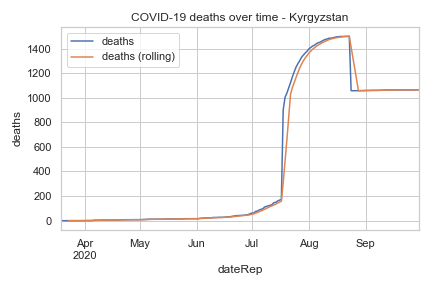 COVID-19 deaths over time - Kyrgyzstan
deaths
deaths (rolling)
1400
1200
1000
800
600
400
200
0
deaths
Apr
2020
May
Jun
Jul
Aug
Sep
dateRep